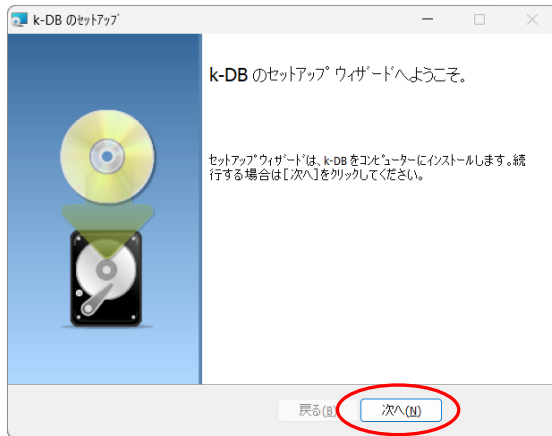 k-DB のｾｯﾄｱｯﾌﾟ
k-DB のｾｯﾄｱｯﾌﾟ ｳｨｻﾞｰﾄﾞへようこそ。
ｾｯﾄｱｯﾌﾟ ｳｨｻﾞｰﾄﾞは、k-DB をｺﾝﾋﾟｭｰﾀｰにｲﾝｽﾄｰﾙします。続
行する場合は[次へ]をｸﾘｯｸしてください。
戻る(B) 次へ(N)